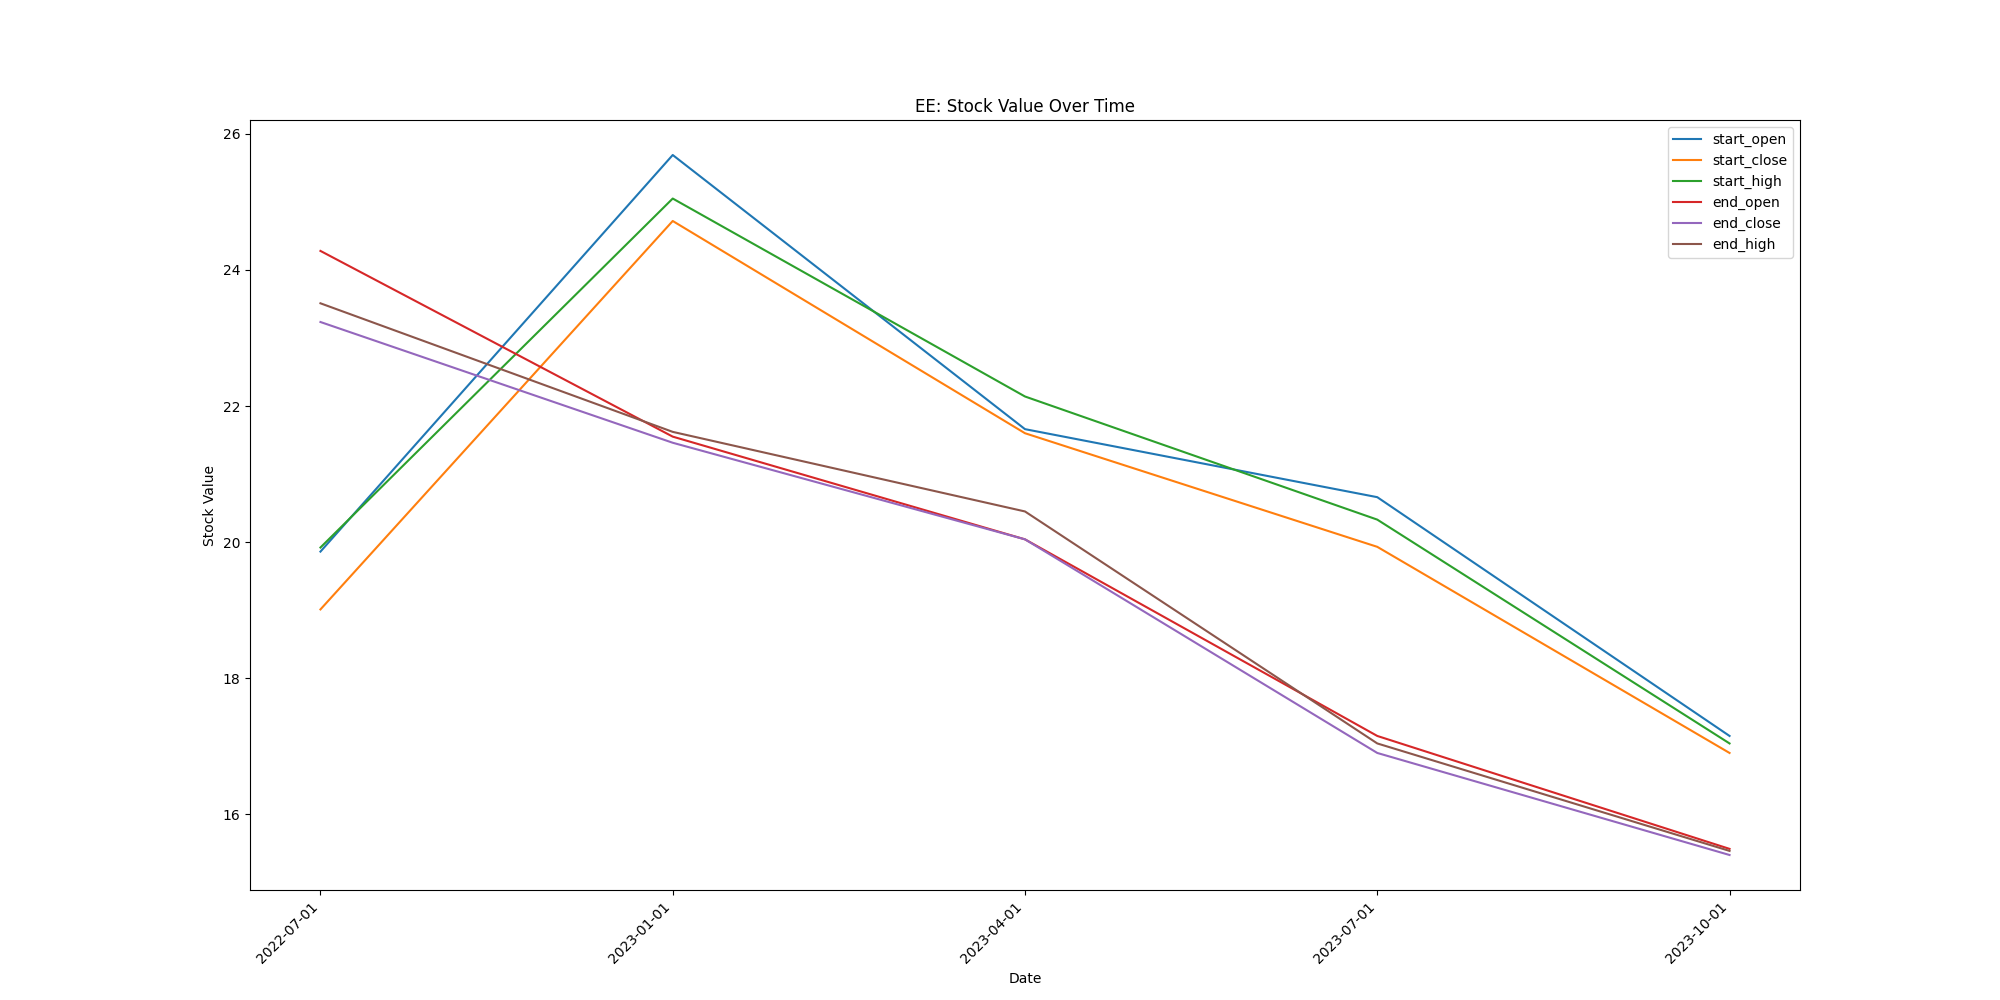 EE: Stock Value Over Time
start_open
start_close
start_high
end_open
end_close
end_high
Stock Value
26
24
22
20
18
16
2022-07-01
2023-01-01
2023-04-01
2023-07-01
2023-10-01
Date